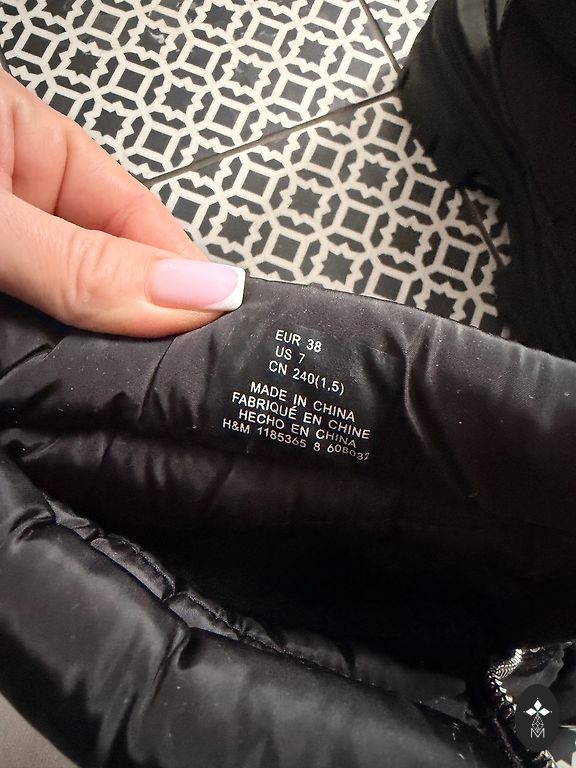 EUR 38
US 7
CN 240(1,5)
MADE IN CHINA
FABRIQUÉ EN CHINE
HECHO EN CHINA
H&M 1185365 8 608032
M